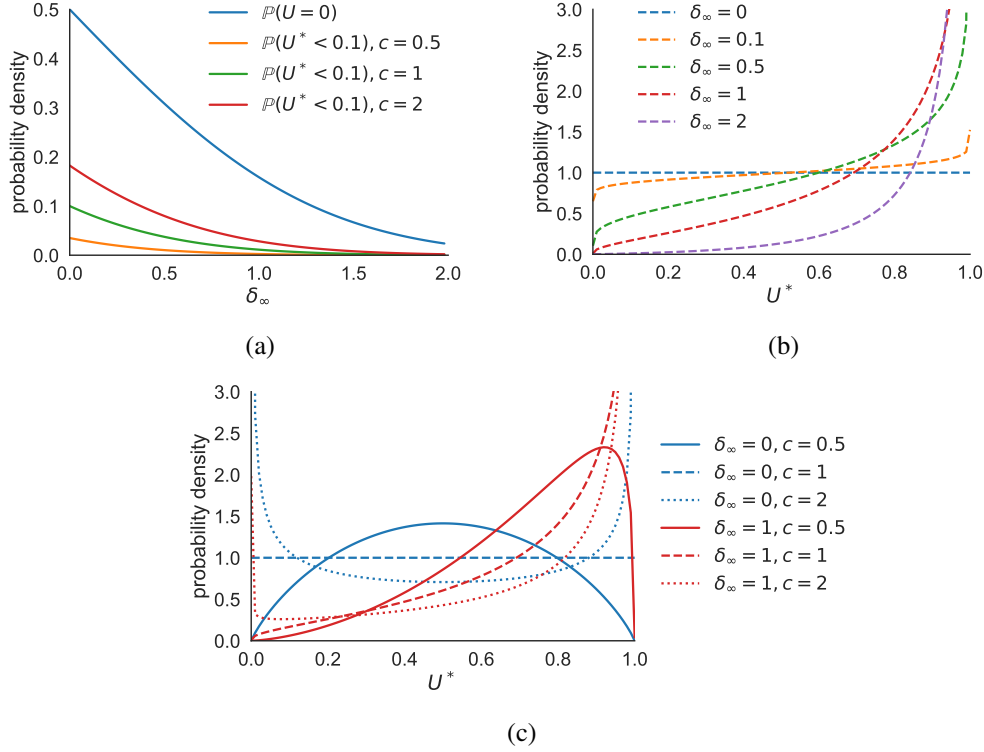 0.5
0.4
0.3
0.2
0.1
0.0
probability density
0.0 0.5 1.0 1.5 2.0
δ∞
ℙ(U = 0)
ℙ(U* < 0.1), c = 0.5
ℙ(U* < 0.1), c = 1
ℙ(U* < 0.1), c = 2
(a)
3.0
2.5
2.0
1.5
1.0
0.5
0.0
probability density
0.0 0.2 0.4 0.6 0.8 1.0
U*
δ∞ = 0
δ∞ = 0.1
δ∞ = 0.5
δ∞ = 1
δ∞ = 2
(b)
3.0
2.5
2.0
1.5
1.0
0.5
0.0
probability density
0.0 0.2 0.4 0.6 0.8 1.0
U*
δ∞ = 0, c = 0.5
δ∞ = 0, c = 1
δ∞ = 0, c = 2
δ∞ = 1, c = 0.5
δ∞ = 1, c = 1
δ∞ = 1, c = 2
(c)